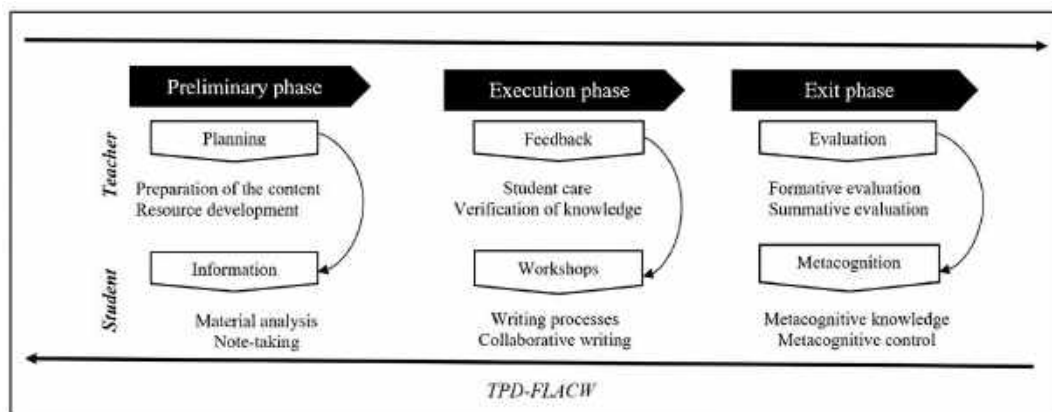 Preliminary phase
Execution phase
Exit phase
Teacher
Planning
Feedback
Evaluation
Preparation of the content
Resource development
Student care
Verification of knowledge
Formative evaluation
Summative evaluation
Student
Information
Workshops
Metacognition
Material analysis
Note-taking
Writing processes
Collaborative writing
Metacognitive knowledge
Metacognitive control
TPD-FLACW